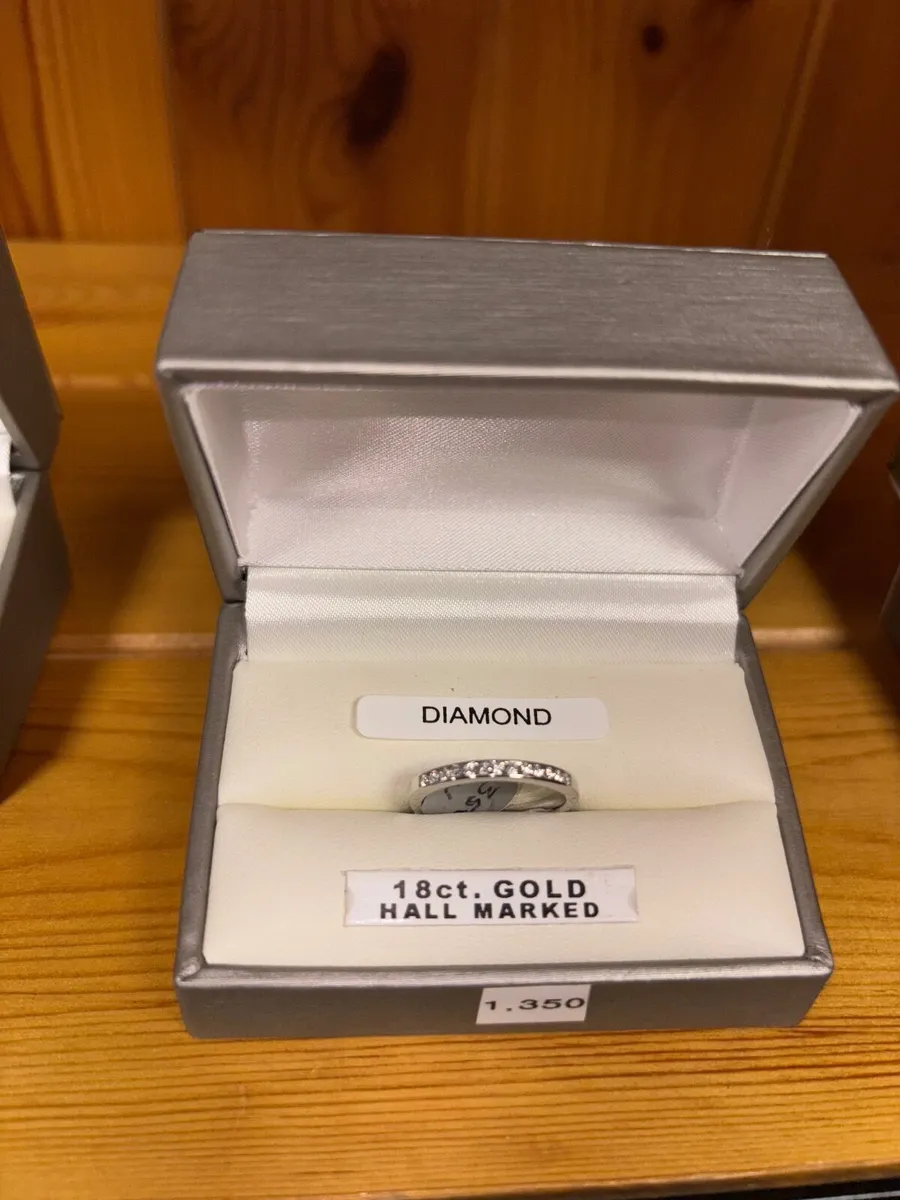 DIAMOND
18ct. GOLD
HALL MARKED
1.350